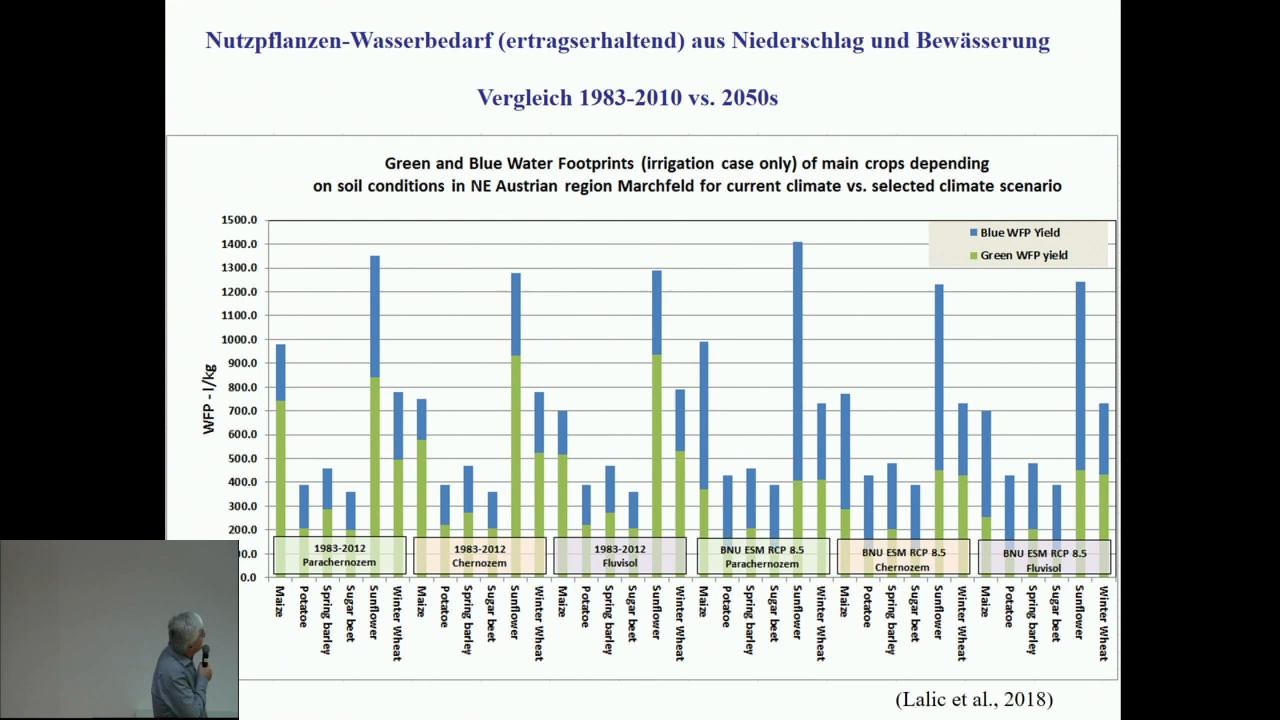 Nutzpflanzen-Wasserbedarf (ertragserhaltend) aus Niederschlag und Bewässerung
Vergleich 1983-2010 vs. 2050s
Green and Blue Water Footprints (irrigation case only) of main crops depending
on soil conditions in NE Austrian region Marchfeld for current climate vs. selected climate scenario
WFP - l/kg
1500.0
1400.0
1300.0
1200.0
1100.0
1000.0
900.0
800.0
700.0
600.0
500.0
400.0
300.0
200.0
00.0
0.0
Blue WFP Yield
Green WFP yield
1983-2012
Parachernozem
1983-2012
Chernozem
1983-2012
Fluvisol
BNU ESM RCP 8.5
Parachernozem
BNU ESM RCP 8.5
Chernozem
BNU ESM RCP 8.5
Fluvisol
Maize
Potatoe
Spring barley
Sugar beet
Sunflower
Winter Wheat
Maize
Potatoe
Spring barley
Sugar beet
Sunflower
Winter Wheat
Maize
Potatoe
Spring barley
Sugar beet
Sunflower
Winter Wheat
Maize
Potatoe
Spring barley
Sugar beet
Sunflower
Winter Wheat
Maize
Potatoe
Spring barley
Sugar beet
Sunflower
Winter Wheat
Maize
Potatoe
Spring barley
Sugar beet
Sunflower
Winter Wheat
(Lalic et al., 2018)